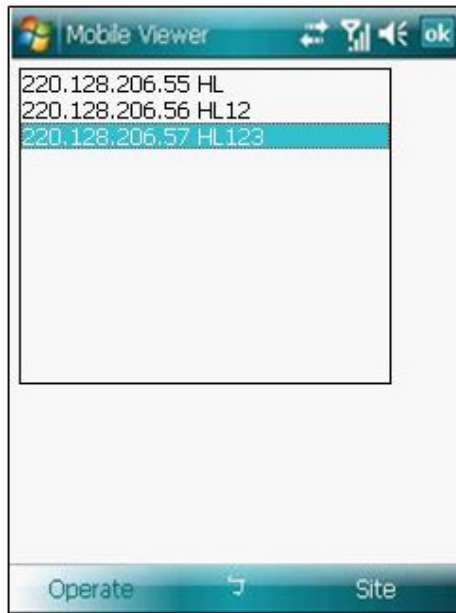 Mobile Viewer ok
220.128.206.55 HL
220.128.206.56 HL12
220.128.206.57 HL123
Operate Site